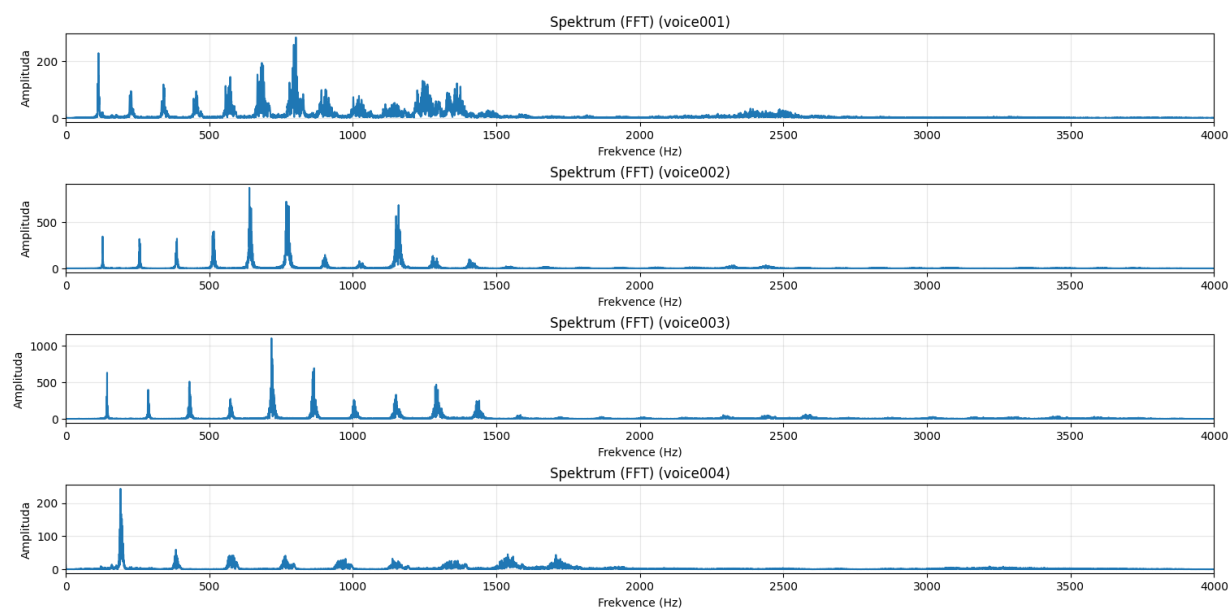 Spektrum (FFT) (voice001)
200
0
Amplituda
0 500 1000 1500 2000 2500 3000 3500 4000
Frekvence (Hz)
Spektrum (FFT) (voice002)
500
0
Amplituda
0 500 1000 1500 2000 2500 3000 3500 4000
Frekvence (Hz)
Spektrum (FFT) (voice003)
1000
500
0
Amplituda
0 500 1000 1500 2000 2500 3000 3500 4000
Frekvence (Hz)
Spektrum (FFT) (voice004)
200
100
0
Amplituda
0 500 1000 1500 2000 2500 3000 3500 4000
Frekvence (Hz)